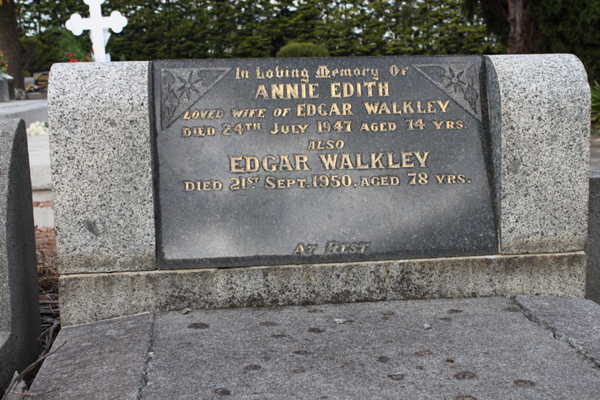 In Loving Memory Of
ANNIE EDITH
LOVED WIFE OF EDGAR WALKLEY
DIED 24TH JULY 1947 AGED 74 YRS.
ALSO
EDGAR WALKLEY
DIED 21ST SEPT. 1950, AGED 78 YRS.
AT REST